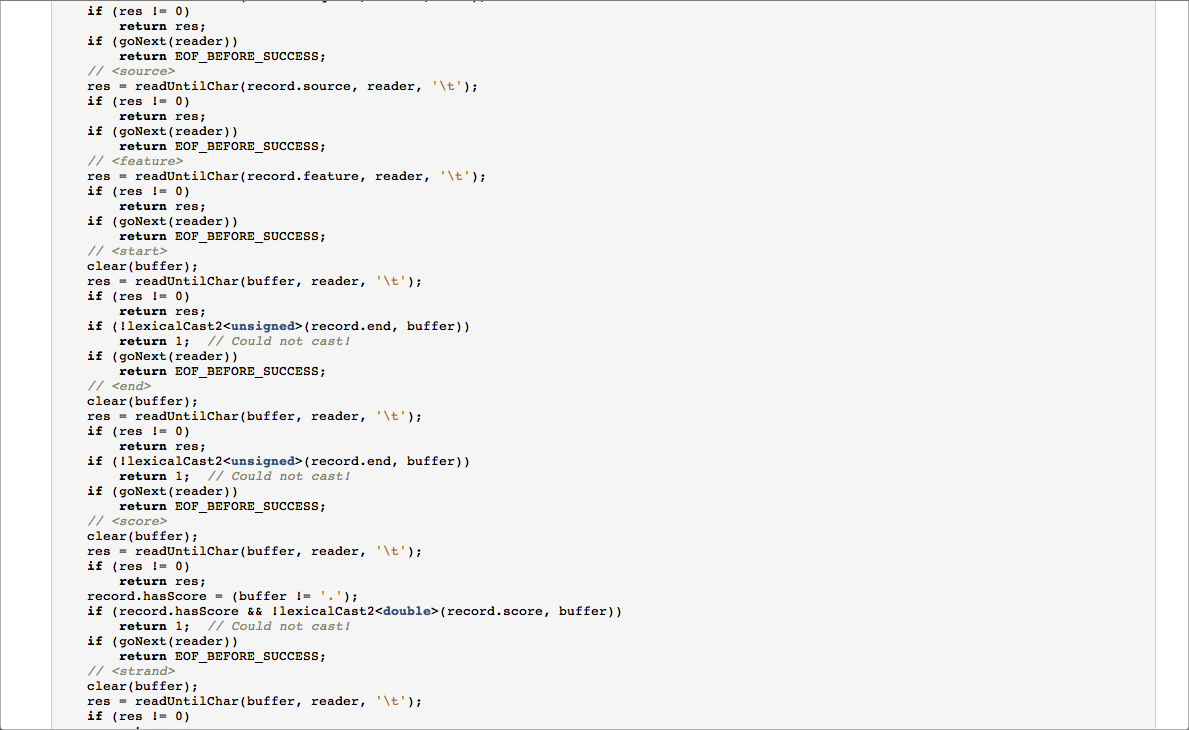 if (res != 0)
return res;
if (goNext(reader))
return EOF_BEFORE_SUCCESS;
// <source>
res = readUntilChar(record.source, reader, '\t');
if (res != 0)
return res;
if (goNext(reader))
return EOF_BEFORE_SUCCESS;
// <feature>
res = readUntilChar(record.feature, reader, '\t');
if (res != 0)
return res;
if (goNext(reader))
return EOF_BEFORE_SUCCESS;
// <start>
clear(buffer);
res = readUntilChar(buffer, reader, '\t');
if (res != 0)
return res;
if (!lexicalCast2<unsigned>(record.end, buffer))
return 1;  // Could not cast!
if (goNext(reader))
return EOF_BEFORE_SUCCESS;
// <end>
clear(buffer);
res = readUntilChar(buffer, reader, '\t');
if (res != 0)
return res;
if (!lexicalCast2<unsigned>(record.end, buffer))
return 1;  // Could not cast!
if (goNext(reader))
return EOF_BEFORE_SUCCESS;
// <score>
clear(buffer);
res = readUntilChar(buffer, reader, '\t');
if (res != 0)
return res;
record.hasScore = (buffer != '.');
if (record.hasScore && !lexicalCast2<double>(record.score, buffer))
return 1;  // Could not cast!
if (goNext(reader))
return EOF_BEFORE_SUCCESS;
// <strand>
clear(buffer);
res = readUntilChar(buffer, reader, '\t');
if (res != 0)